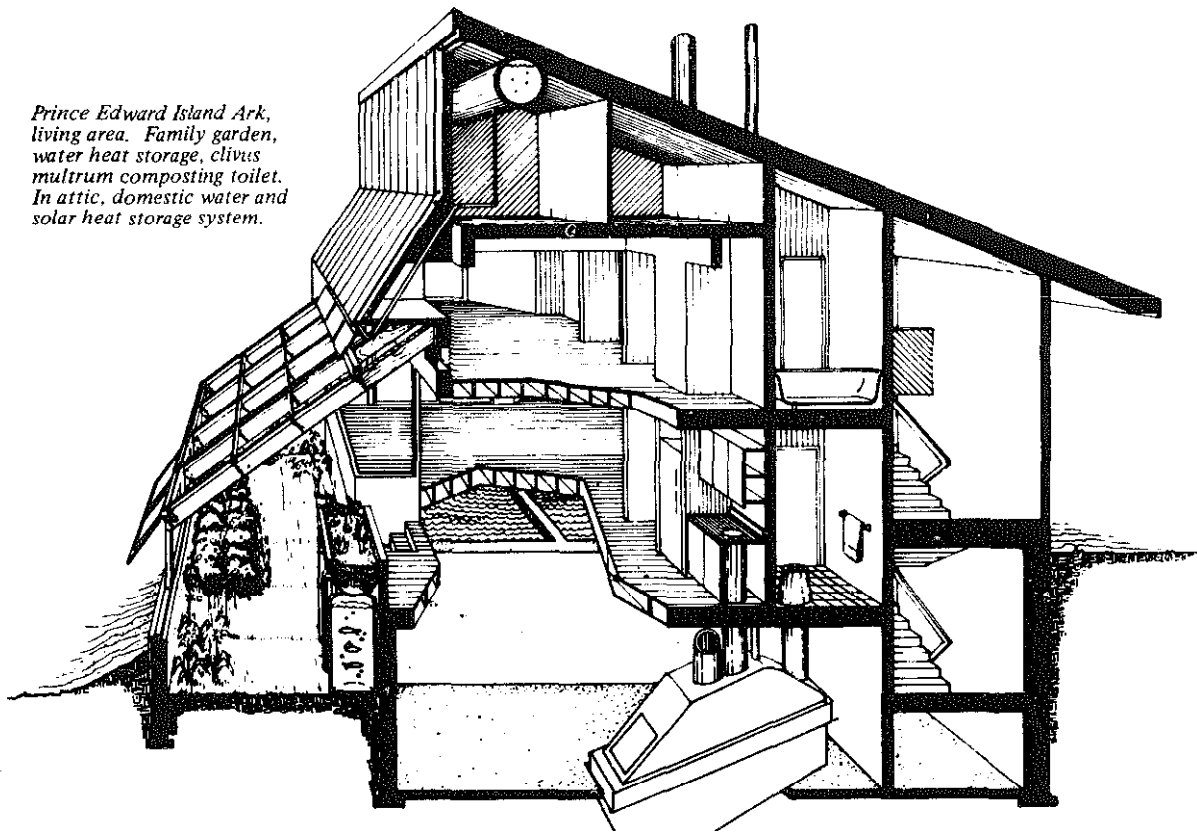 Prince Edward Island Ark,
living area. Family garden,
water heat storage, clivus
multrum composting toilet.
In attic, domestic water and
solar heat storage system.